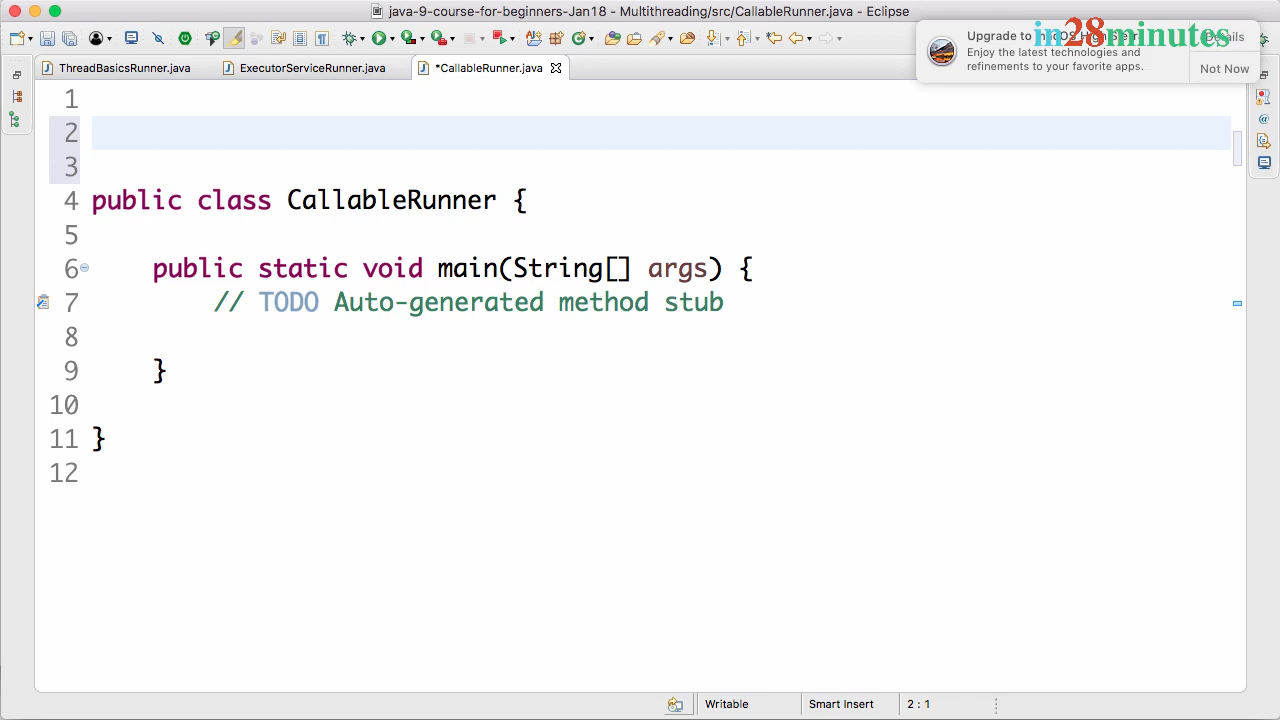 java-9-course-for-beginners-Jan18 - Multithreading/src/CallableRunner.java - Eclipse
in28minutes
Upgrade to
Enjoy the latest technologies and
refinements to your favorite apps.
Details
Not Now
ThreadBasicsRunner.java
ExecutorServiceRunner.java
*CallableRunner.java
1
2
3
4 public class CallableRunner {
5
6 public static void main(String[] args) {
7 // TODO Auto-generated method stub
8
9 }
10
11 }
12
Writable
Smart Insert
2 : 1